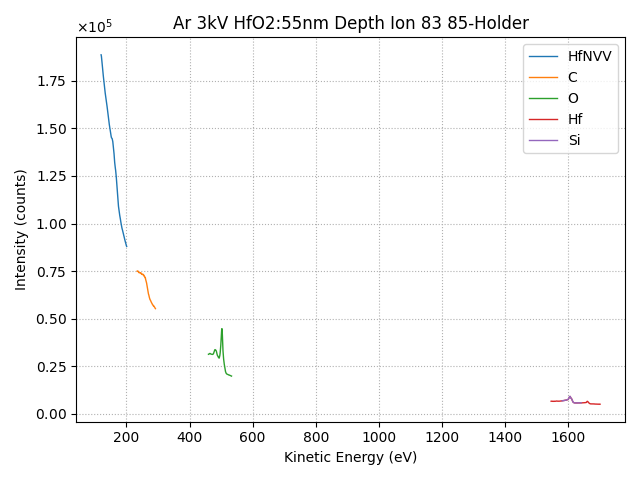 Ar 3kV HfO2:55nm Depth Ion 83 85-Holder
×10⁵
1.75
1.50
1.25
1.00
0.75
0.50
0.25
0.00
Intensity (counts)
200 400 600 800 1000 1200 1400 1600
Kinetic Energy (eV)
HfNVV
C
O
Hf
Si